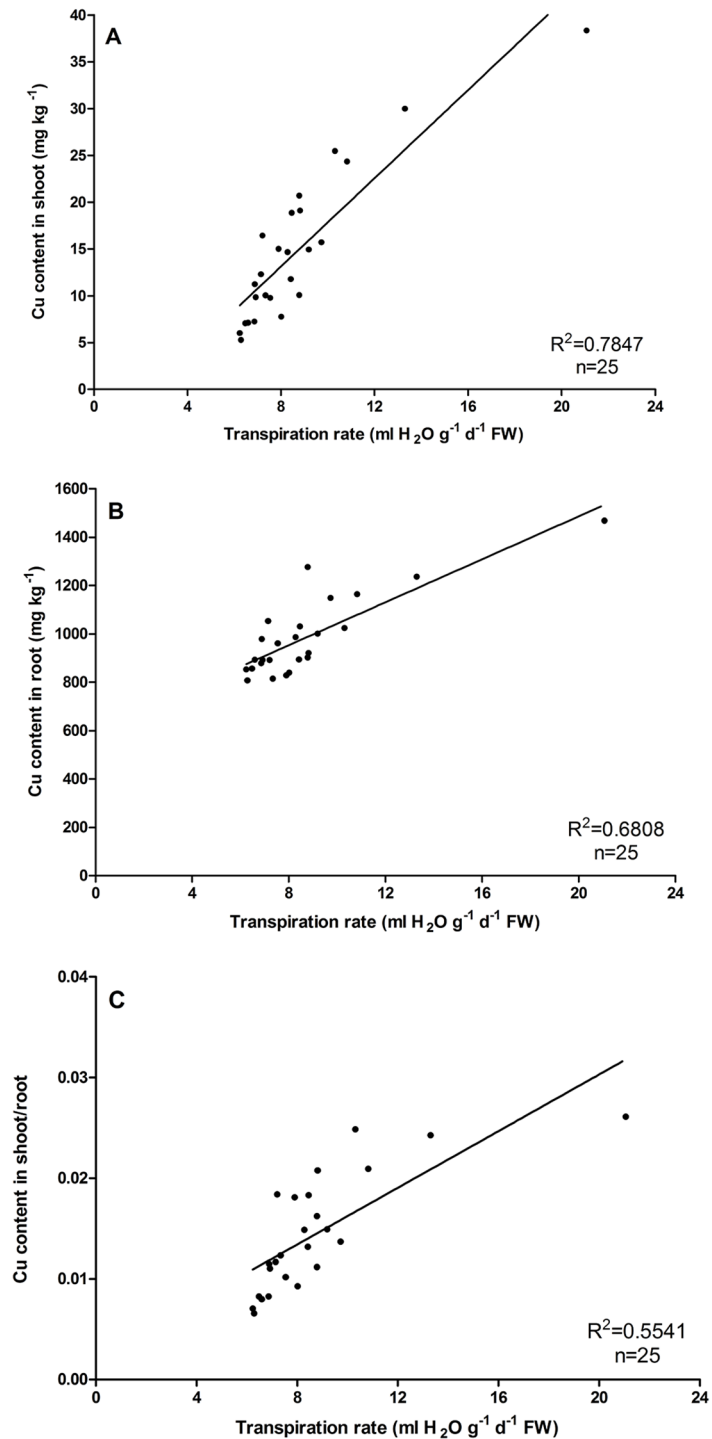 A
40
35
30
25
20
15
10
5
0
Cu content in shoot (mg kg⁻¹)
R²=0.7847
n=25
0 4 8 12 16 20 24
Transpiration rate (ml H₂O g⁻¹ d⁻¹ FW)
B
1600
1400
1200
1000
800
600
400
200
0
Cu content in root (mg kg⁻¹)
R²=0.6808
n=25
0 4 8 12 16 20 24
Transpiration rate (ml H₂O g⁻¹ d⁻¹ FW)
C
0.04
0.03
0.02
0.01
0.00
Cu content in shoot/root
R²=0.5541
n=25
0 4 8 12 16 20 24
Transpiration rate (ml H₂O g⁻¹ d⁻¹ FW)